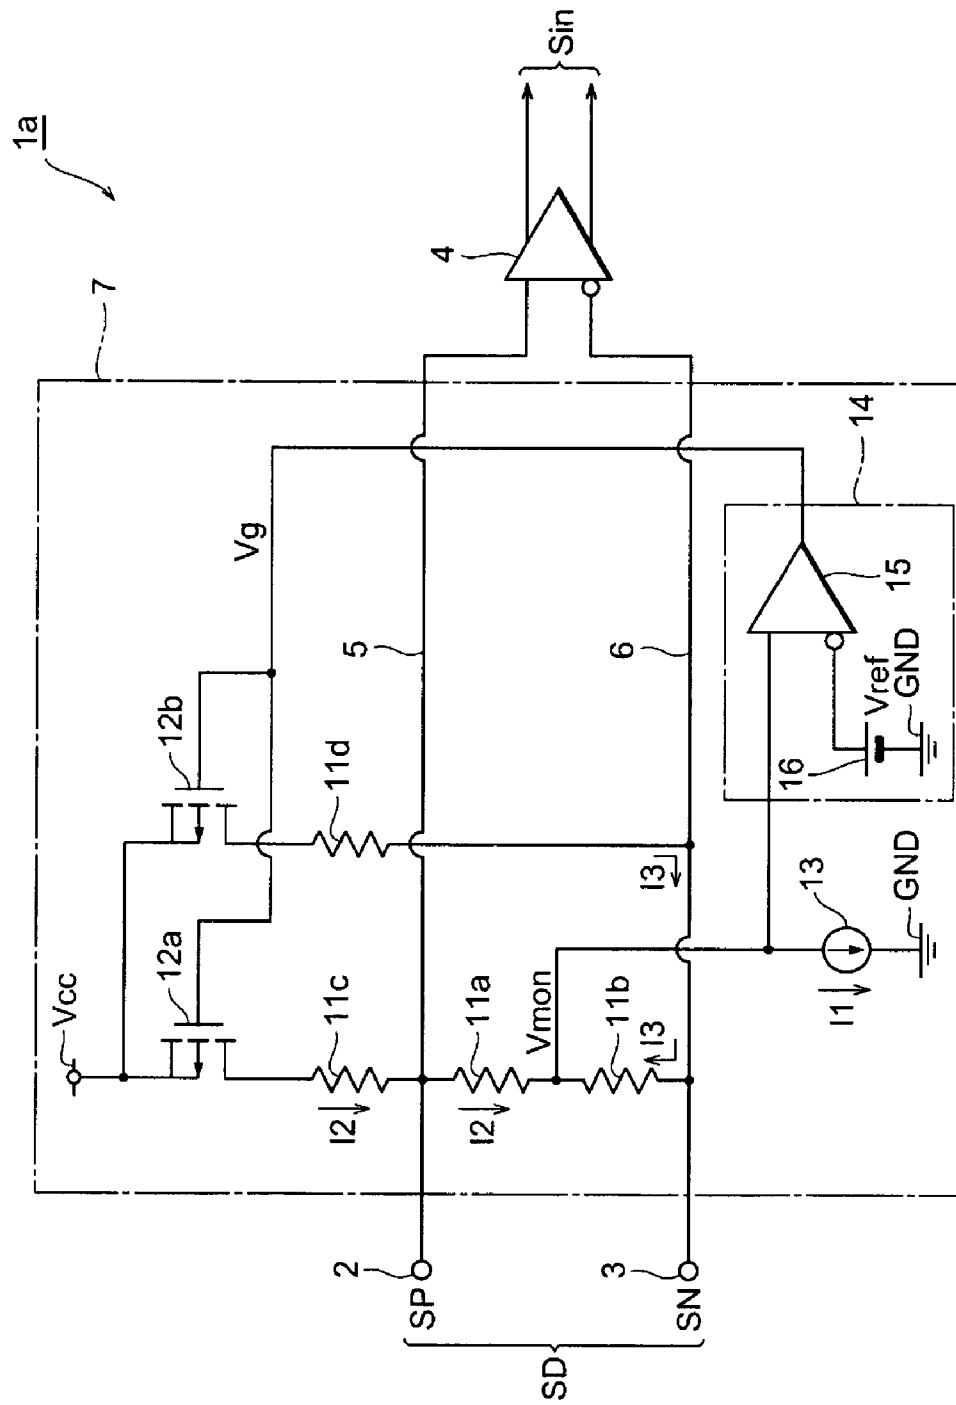 1a
7
Vcc
12a
12b
Vg
11c
I2
11d
5
4
Sin
2
SP
I2
11a
Vmon
11b
I3
I3
6
3
SN
SD
I1
13
GND
14
15
16
Vref
GND